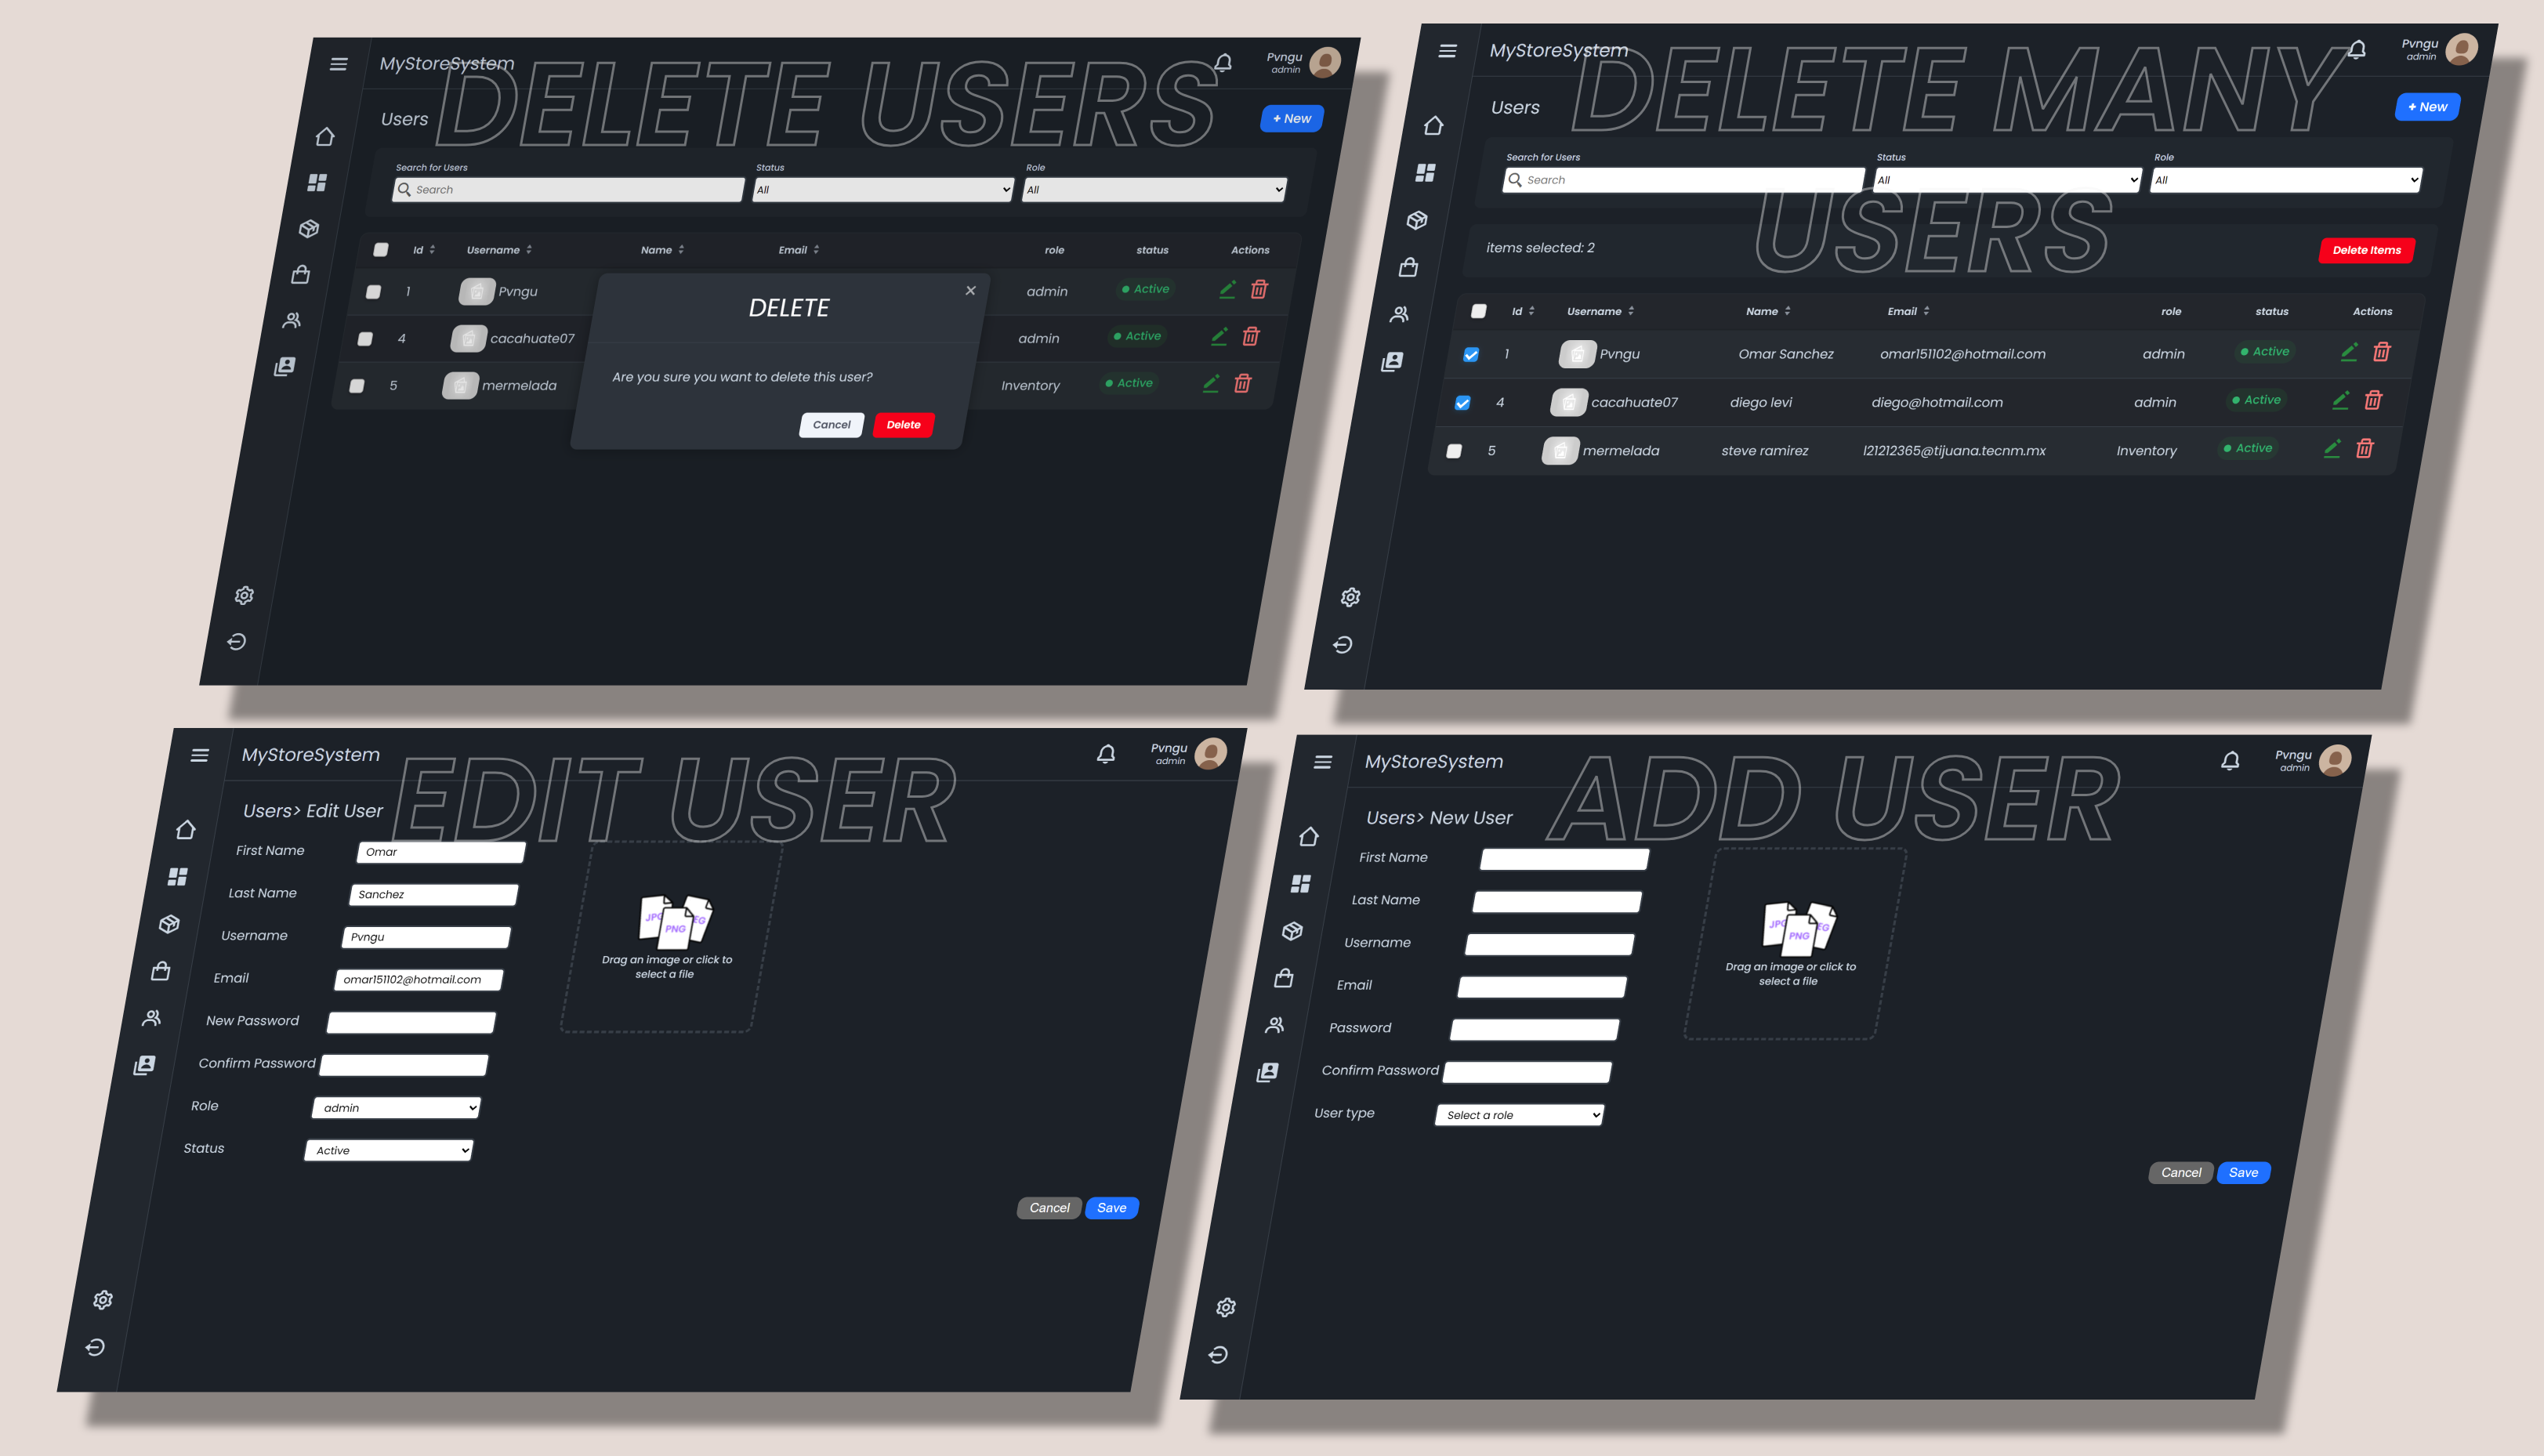 MyStoreSystem
Pvngu
admin
DELETE USERS
Users
+ New
Search for Users
Status
Role
Search
All
All
Id Username Name Email role status Actions
1 Pvngu admin Active
4 cacahuate07 admin Active
5 mermelada Inventory Active
DELETE
Are you sure you want to delete this user?
Cancel
Delete
MyStoreSystem
Pvngu
admin
DELETE MANY
USERS
Users
+ New
Search for Users
Status
Role
Search
All
All
items selected: 2
Delete Items
Id Username Name Email role status Actions
1 Pvngu Omar Sanchez omar151102@hotmail.com admin Active
4 cacahuate07 diego levi diego@hotmail.com admin Active
5 mermelada steve ramirez l21212365@tijuana.tecnm.mx Inventory Active
MyStoreSystem
Pvngu
admin
EDIT USER
Users> Edit User
First Name Omar
Last Name Sanchez
Username Pvngu
Email omar151102@hotmail.com
New Password
Confirm Password
Role admin
Status Active
JPG
PNG
EG
Drag an image or click to
select a file
Cancel
Save
MyStoreSystem
Pvngu
admin
ADD USER
Users> New User
First Name
Last Name
Username
Email
Password
Confirm Password
User type Select a role
JPG
PNG
EG
Drag an image or click to
select a file
Cancel
Save